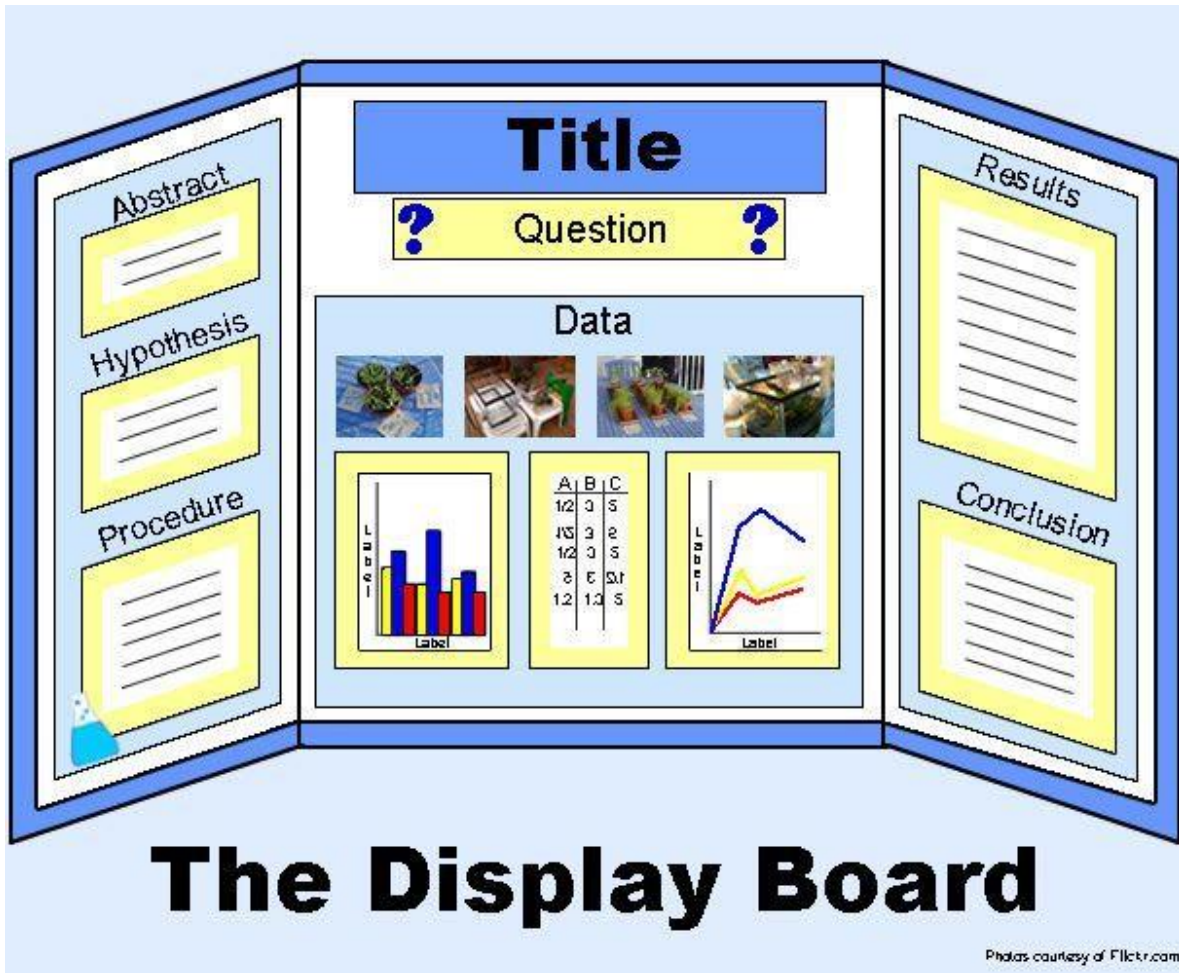 Title
? Question ?
Abstract
Hypothesis
Procedure
Data
Label
Label
A B C
Label
Label
Results
Conclusion
The Display Board
Photos courtesy of Flickr.com